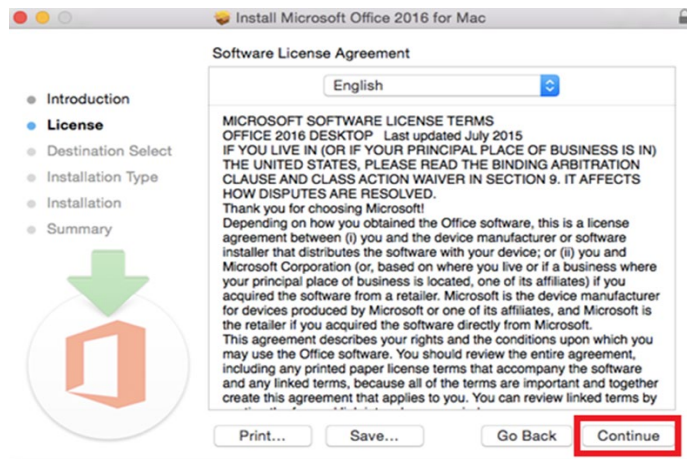 Install Microsoft Office 2016 for Mac
Software License Agreement
English
Introduction
License
Destination Select
Installation Type
Installation
Summary
MICROSOFT SOFTWARE LICENSE TERMS
OFFICE 2016 DESKTOP   Last updated July 2015
IF YOU LIVE IN (OR IF YOUR PRINCIPAL PLACE OF BUSINESS IS IN)
THE UNITED STATES, PLEASE READ THE BINDING ARBITRATION
CLAUSE AND CLASS ACTION WAIVER IN SECTION 9. IT AFFECTS
HOW DISPUTES ARE RESOLVED.
Thank you for choosing Microsoft!
Depending on how you obtained the Office software, this is a license
agreement between (i) you and the device manufacturer or software
installer that distributes the software with your device; or (ii) you and
Microsoft Corporation (or, based on where you live or if a business where
your principal place of business is located, one of its affiliates) if you
acquired the software from a retailer. Microsoft is the device manufacturer
for devices produced by Microsoft or one of its affiliates, and Microsoft is
the retailer if you acquired the software directly from Microsoft.
This agreement describes your rights and the conditions upon which you
may use the Office software. You should review the entire agreement,
including any printed paper license terms that accompany the software
and any linked terms, because all of the terms are important and together
create this agreement that applies to you. You can review linked terms by
Print...
Save...
Go Back
Continue